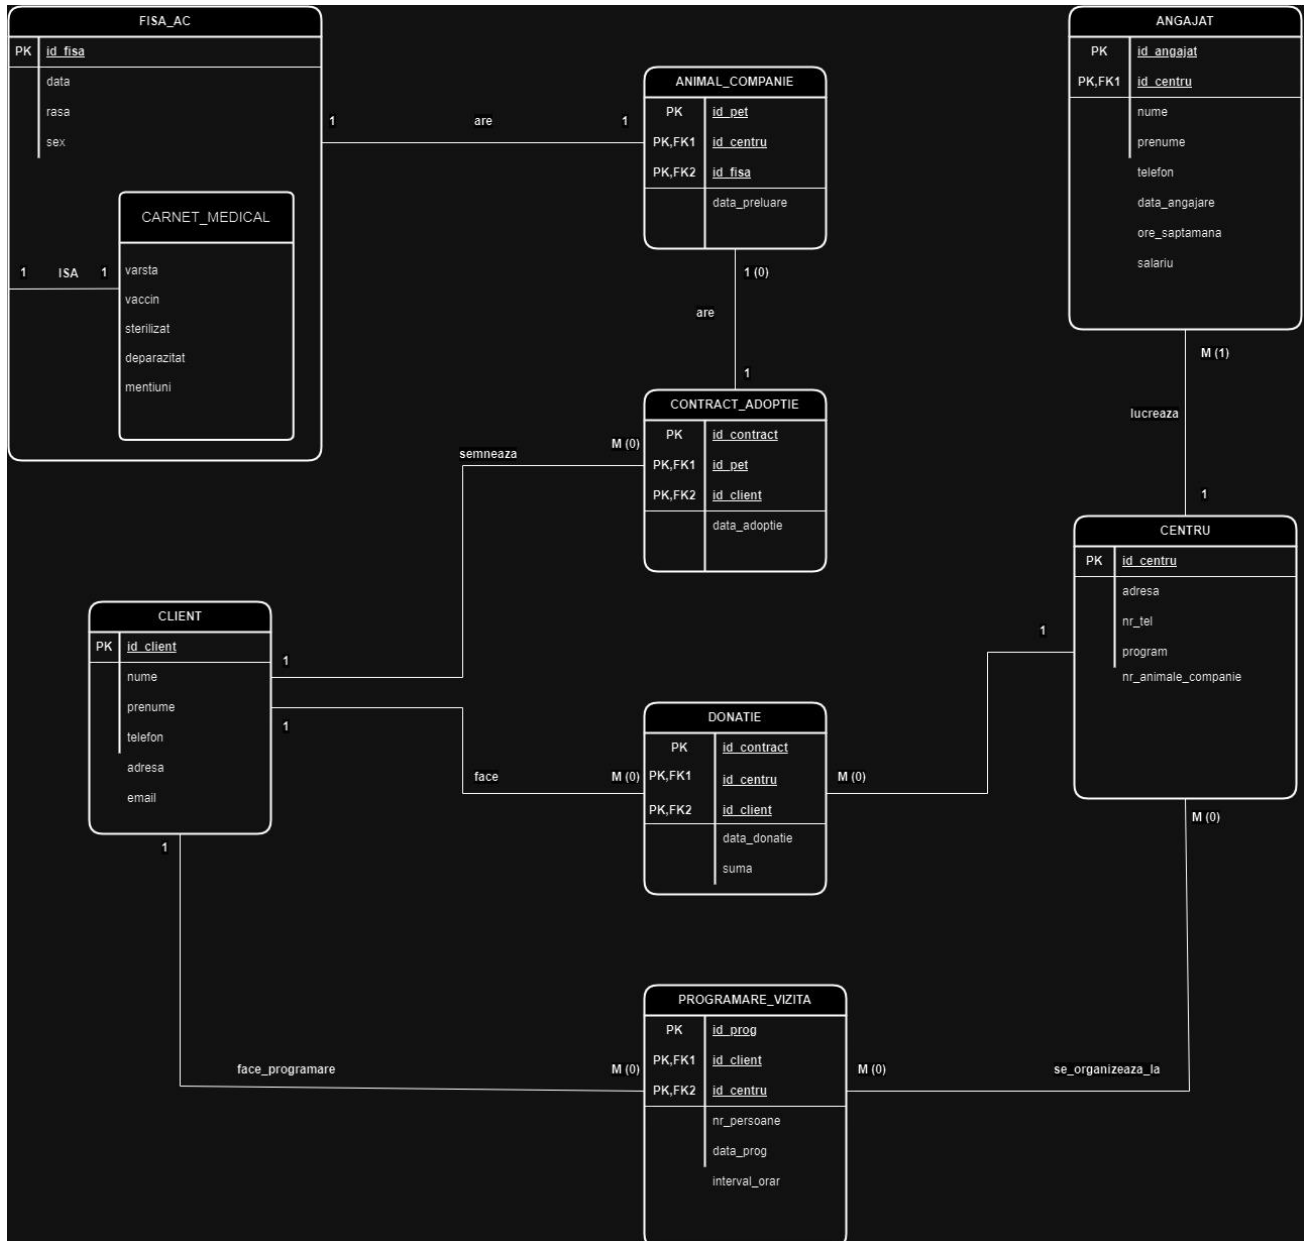 FISA_AC
PK id_fisa
data
rasa
sex
CARNET_MEDICAL
varsta
vaccin
sterilizat
deparazitat
mentiuni
1 ISA 1
1 are 1
ANIMAL_COMPANIE
PK id_pet
PK,FK1 id_centru
PK,FK2 id_fisa
data_preluare
1 (0)
are
1
ANGAJAT
PK id_angajat
PK,FK1 id_centru
nume
prenume
telefon
data_angajare
ore_saptamana
salariu
M (1)
lucreaza
1
CONTRACT_ADOPTIE
PK id_contract
PK,FK1 id_pet
PK,FK2 id_client
data_adoptie
semneaza M (0)
1
CLIENT
PK id_client
nume
prenume
telefon
adresa
email
1
face M (0)
DONATIE
PK id_contract
PK,FK1 id_centru
PK,FK2 id_client
data_donatie
suma
M (0)
1
CENTRU
PK id_centru
adresa
nr_tel
program
nr_animale_companie
M (0)
1
face_programare M (0)
PROGRAMARE_VIZITA
PK id_prog
PK,FK1 id_client
PK,FK2 id_centru
nr_persoane
data_prog
interval_orar
M (0) se_organizeaza_la